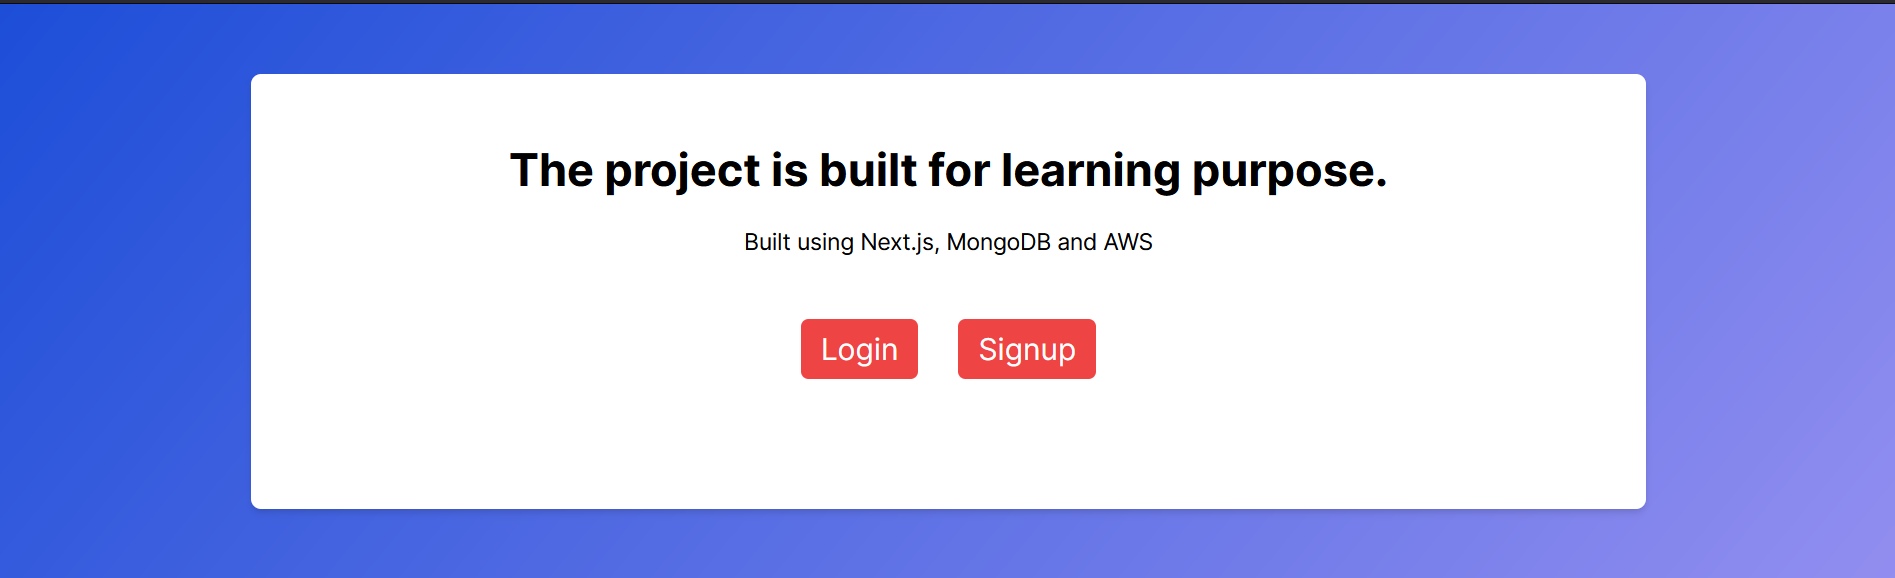 The project is built for learning purpose.
Built using Next.js, MongoDB and AWS
Login Signup